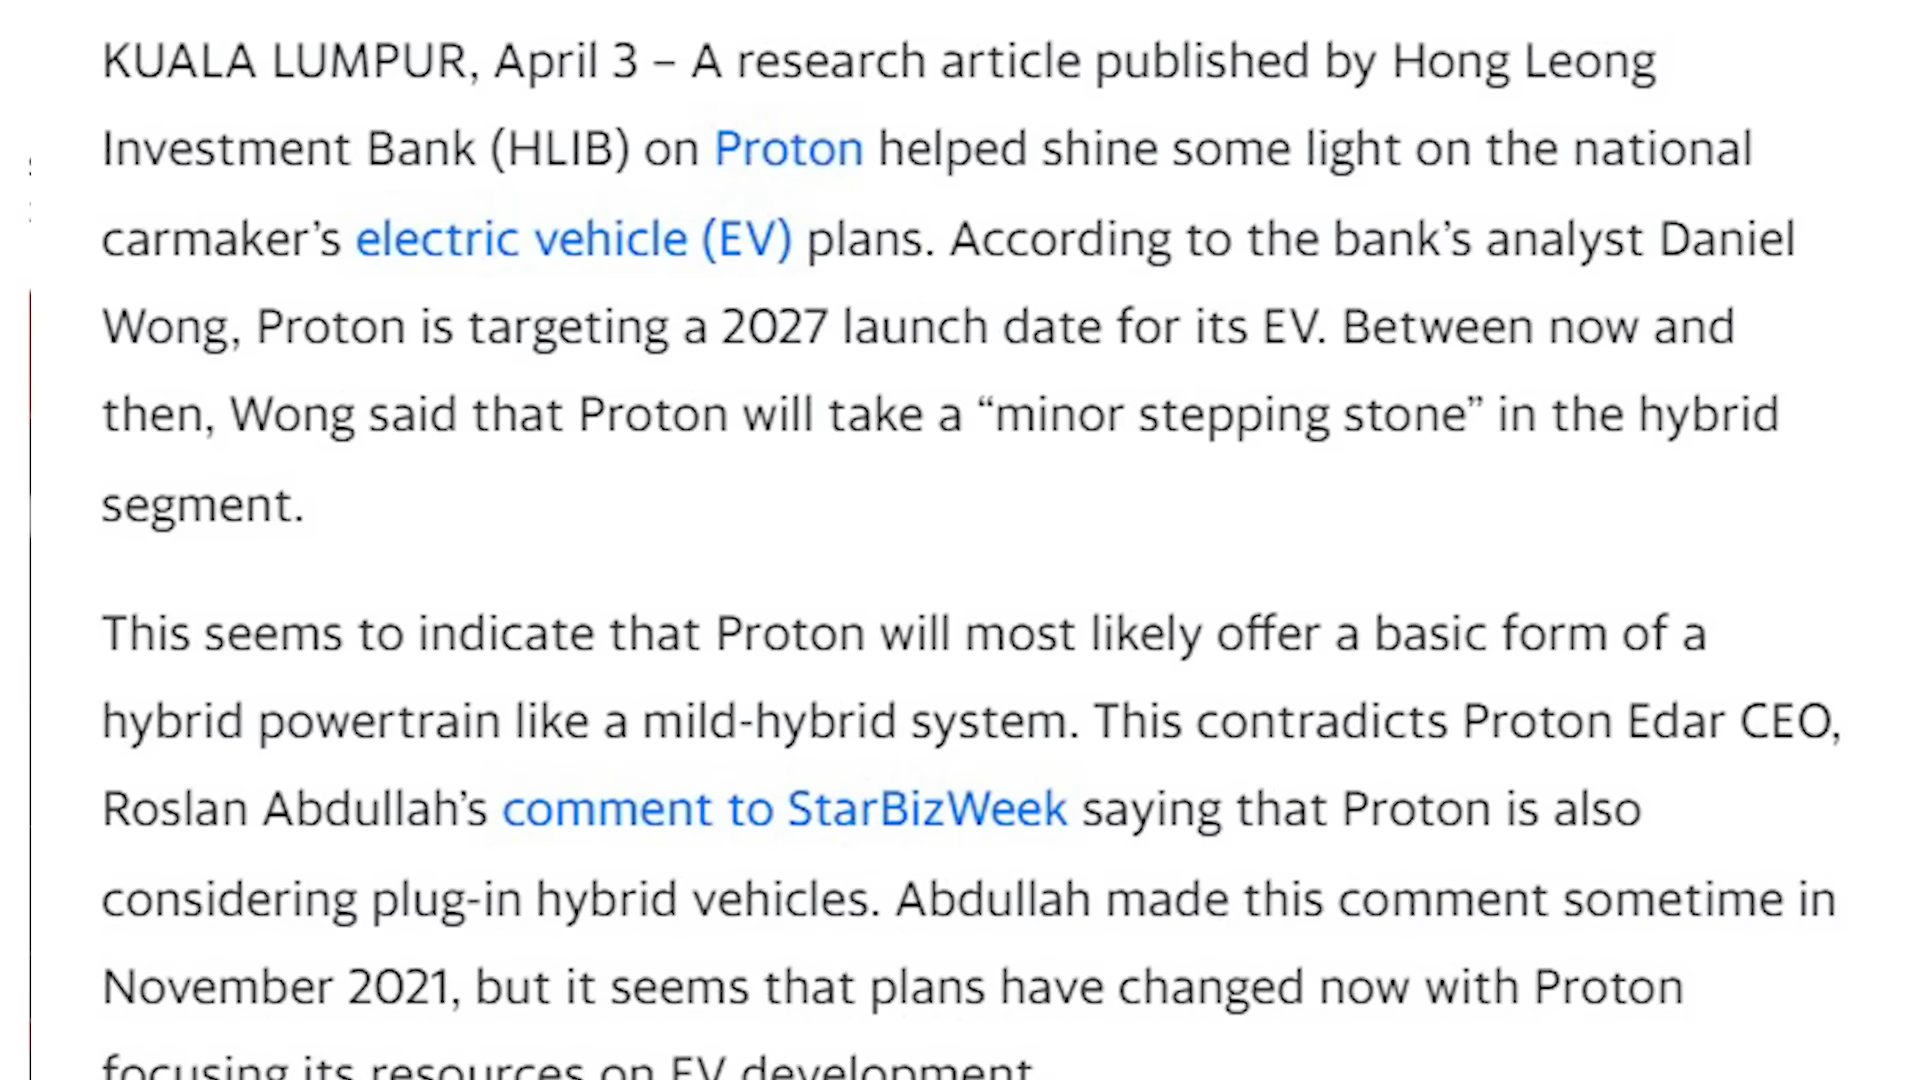 KUALA LUMPUR, April 3 – A research article published by Hong Leong
Investment Bank (HLIB) on Proton helped shine some light on the national
carmaker’s electric vehicle (EV) plans. According to the bank’s analyst Daniel
Wong, Proton is targeting a 2027 launch date for its EV. Between now and
then, Wong said that Proton will take a “minor stepping stone” in the hybrid
segment.
This seems to indicate that Proton will most likely offer a basic form of a
hybrid powertrain like a mild-hybrid system. This contradicts Proton Edar CEO,
Roslan Abdullah’s comment to StarBizWeek saying that Proton is also
considering plug-in hybrid vehicles. Abdullah made this comment sometime in
November 2021, but it seems that plans have changed now with Proton
focusing its resources on EV development.